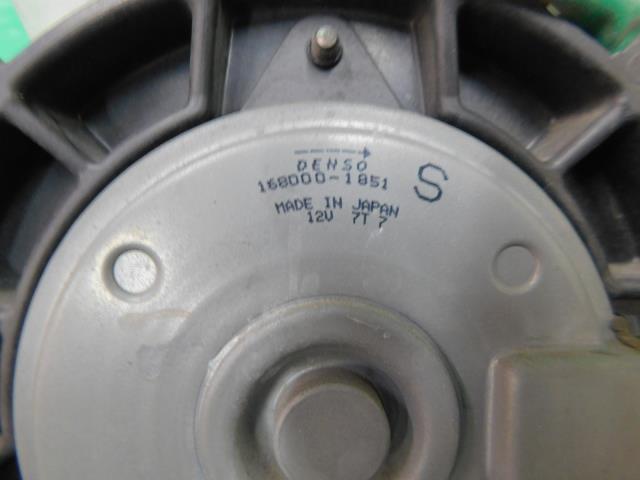 DENSO
168000-1851
S
MADE IN JAPAN
12V 7T 7